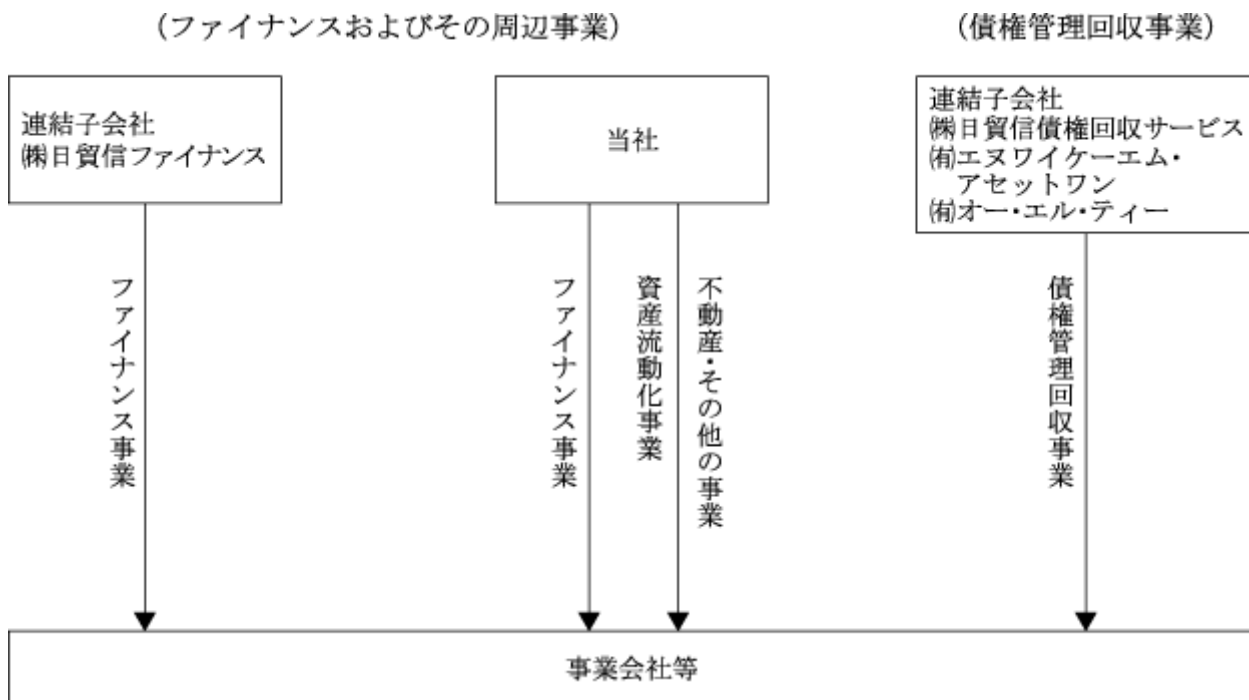 (ファイナンスおよびその周辺事業)
(債権管理回収事業)
連結子会社
㈱日貿信ファイナンス
当社
連結子会社
㈱日貿信債権回収サービス
㈲エヌワイケーエム・
アセットワン
㈲オー・エル・ティー
ファイナンス事業
ファイナンス事業
資産流動化事業
不動産・その他の事業
債権管理回収事業
事業会社等